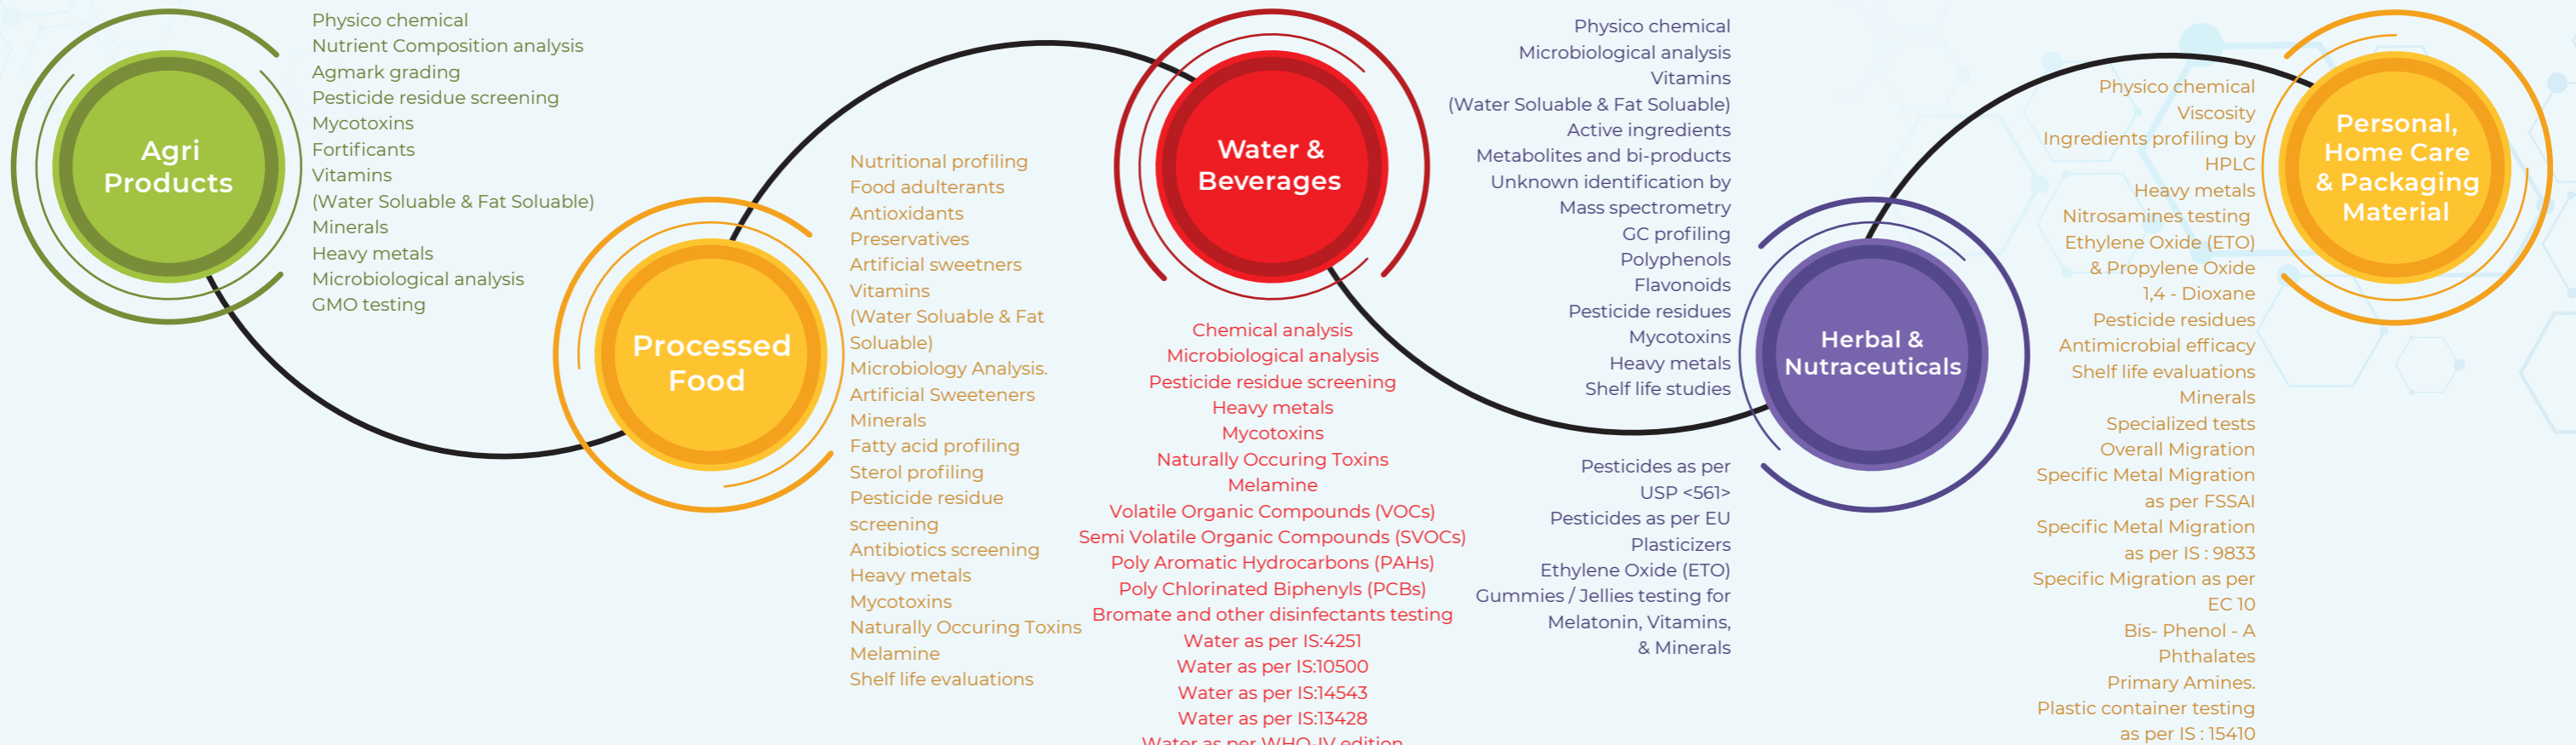 Agri
Products
Physico chemical
Nutrient Composition analysis
Agmark grading
Pesticide residue screening
Mycotoxins
Fortificants
Vitamins
(Water Soluable & Fat Soluable)
Minerals
Heavy metals
Microbiological analysis
GMO testing
Processed
Food
Nutritional profiling
Food adulterants
Antioxidants
Preservatives
Artificial sweetners
Vitamins
(Water Soluable & Fat
Soluable)
Microbiology Analysis.
Artificial Sweeteners
Minerals
Fatty acid profiling
Sterol profiling
Pesticide residue
screening
Antibiotics screening
Heavy metals
Mycotoxins
Naturally Occuring Toxins
Melamine
Shelf life evaluations
Water &
Beverages
Chemical analysis
Microbiological analysis
Pesticide residue screening
Heavy metals
Mycotoxins
Naturally Occuring Toxins
Melamine
Volatile Organic Compounds (VOCs)
Semi Volatile Organic Compounds (SVOCs)
Poly Aromatic Hydrocarbons (PAHs)
Poly Chlorinated Biphenyls (PCBs)
Bromate and other disinfectants testing
Water as per IS:4251
Water as per IS:10500
Water as per IS:14543
Water as per IS:13428
Water as per WHO-IV edition
Physico chemical
Microbiological analysis
Vitamins
(Water Soluable & Fat Soluable)
Active ingredients
Metabolites and bi-products
Unknown identification by
Mass spectrometry
GC profiling
Polyphenols
Flavonoids
Pesticide residues
Mycotoxins
Heavy metals
Shelf life studies
Pesticides as per
USP <561>
Pesticides as per EU
Plasticizers
Ethylene Oxide (ETO)
Gummies / Jellies testing for
Melatonin, Vitamins,
& Minerals
Herbal &
Nutraceuticals
Physico chemical
Viscosity
Ingredients profiling by
HPLC
Heavy metals
Nitrosamines testing
Ethylene Oxide (ETO)
& Propylene Oxide
1,4 - Dioxane
Pesticide residues
Antimicrobial efficacy
Shelf life evaluations
Minerals
Specialized tests
Overall Migration
Specific Metal Migration
as per FSSAI
Specific Metal Migration
as per IS : 9833
Specific Migration as per
EC 10
Bis- Phenol - A
Phthalates
Primary Amines.
Plastic container testing
as per IS : 15410
Personal,
Home Care
& Packaging
Material